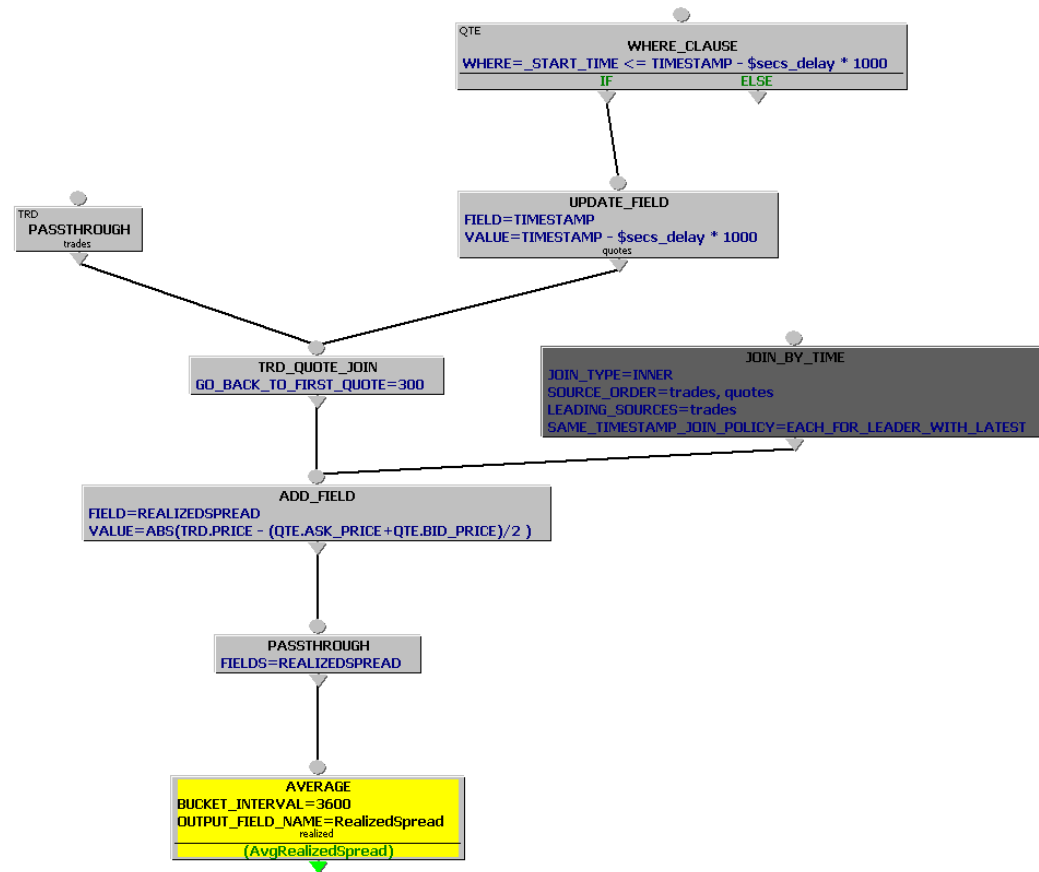 QTE
WHERE_CLAUSE
WHERE=_START_TIME <= TIMESTAMP - $secs_delay * 1000
IF ELSE
TRD
PASSTHROUGH
trades
UPDATE_FIELD
FIELD=TIMESTAMP
VALUE=TIMESTAMP - $secs_delay * 1000
quotes
TRD_QUOTE_JOIN
GO_BACK_TO_FIRST_QUOTE=300
JOIN_BY_TIME
JOIN_TYPE=INNER
SOURCE_ORDER=trades, quotes
LEADING_SOURCES=trades
SAME_TIMESTAMP_JOIN_POLICY=EACH_FOR_LEADER_WITH_LATEST
ADD_FIELD
FIELD=REALIZEDSPREAD
VALUE=ABS(TRD.PRICE - (QTE.ASK_PRICE+QTE.BID_PRICE)/2 )
PASSTHROUGH
FIELDS=REALIZEDSPREAD
AVERAGE
BUCKET_INTERVAL=3600
OUTPUT_FIELD_NAME=RealizedSpread
realized
(AvgRealizedSpread)